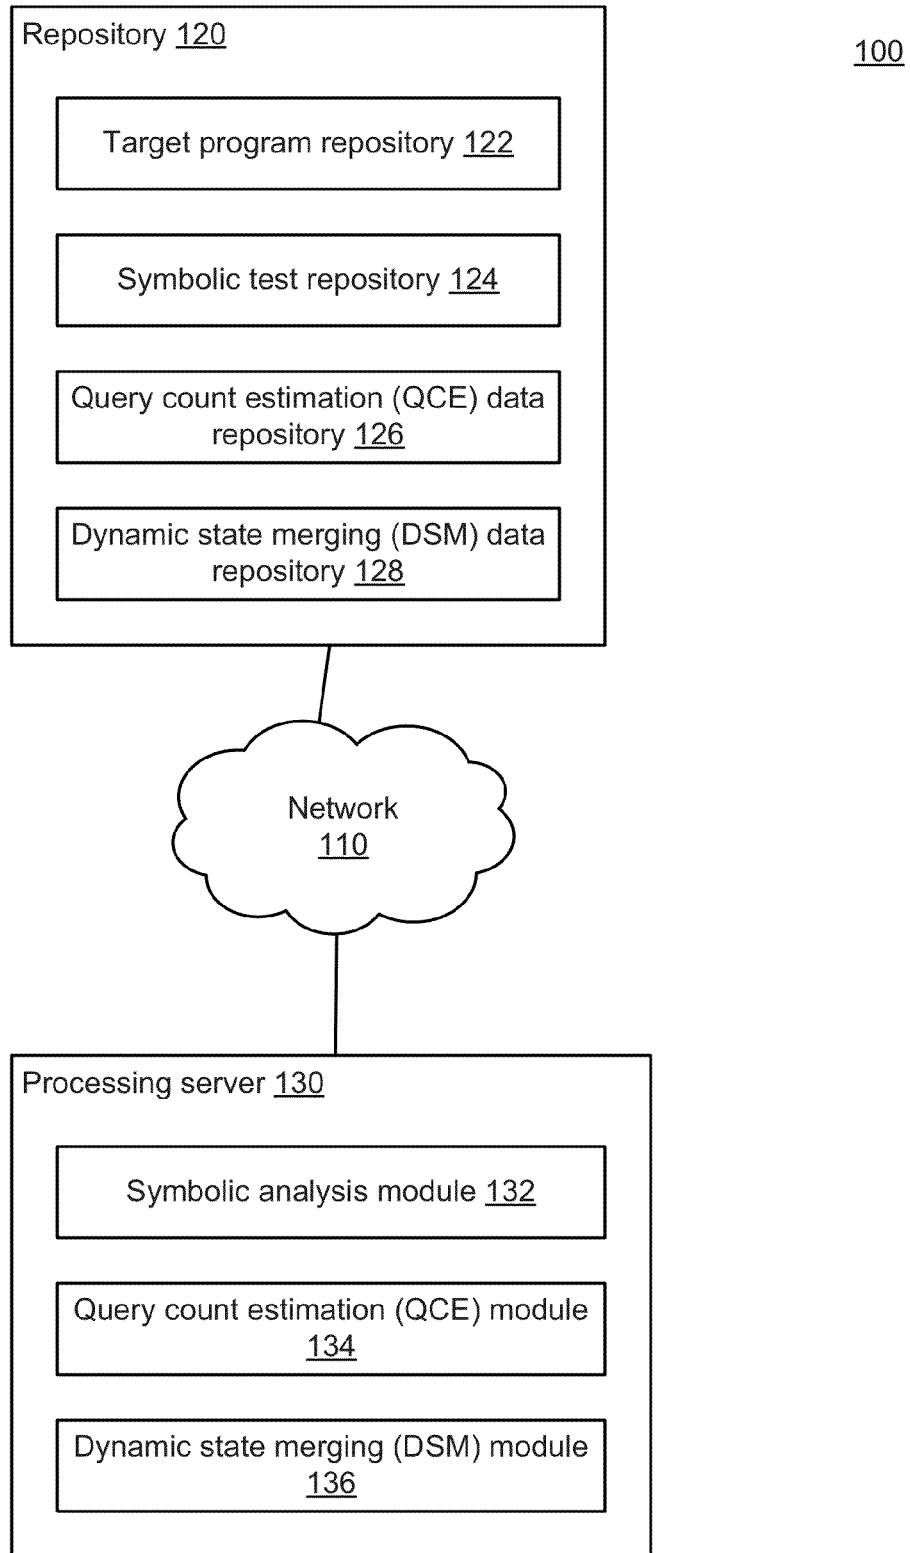 Repository 120
100
Target program repository 122
Symbolic test repository 124
Query count estimation (QCE) data
repository 126
Dynamic state merging (DSM) data
repository 128
Network
110
Processing server 130
Symbolic analysis module 132
Query count estimation (QCE) module
134
Dynamic state merging (DSM) module
136